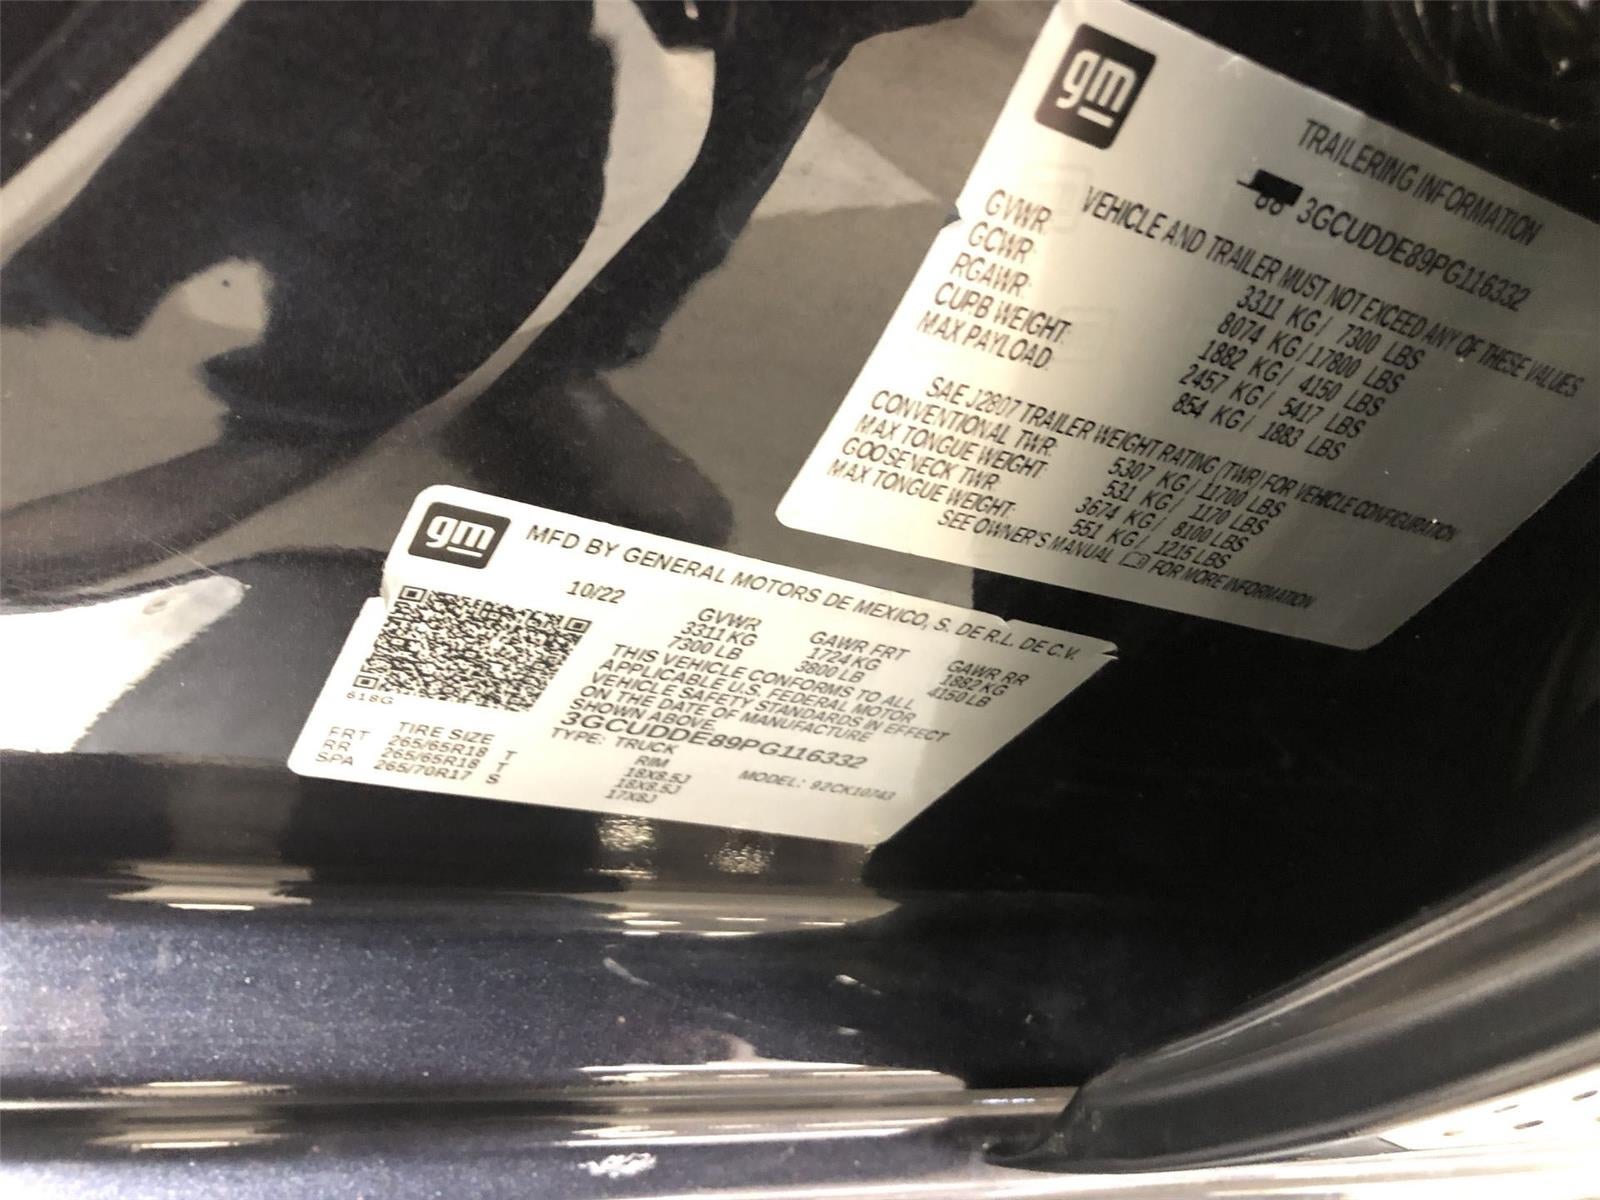 gm
TRAILERING INFORMATION
3GCUDDE89PG116332
VEHICLE AND TRAILER MUST NOT EXCEED ANY OF THESE VALUES
GVWR: 3311 KG / 7300 LBS
GCWR: 8074 KG / 17800 LBS
RGAWR: 1882 KG / 4150 LBS
CURB WEIGHT: 2457 KG / 5417 LBS
MAX PAYLOAD: 854 KG / 1883 LBS
SAE J2807 TRAILER WEIGHT RATING (TWR) FOR VEHICLE CONFIGURATION
CONVENTIONAL TWR: 5307 KG / 11700 LBS
MAX TONGUE WEIGHT: 531 KG / 1170 LBS
GOOSENECK TWR: 3674 KG / 8100 LBS
MAX TONGUE WEIGHT: 551 KG / 1215 LBS
SEE OWNER'S MANUAL FOR MORE INFORMATION
gm
MFD BY GENERAL MOTORS DE MEXICO, S. DE R.L. DE C.V.
10/22
GVWR GAWR FRT GAWR RR
3311 KG 1724 KG 1882 KG
7300 LB 3800 LB 4150 LB
THIS VEHICLE CONFORMS TO ALL
APPLICABLE U.S. FEDERAL MOTOR
VEHICLE SAFETY STANDARDS IN EFFECT
ON THE DATE OF MANUFACTURE
SHOWN ABOVE
3GCUDDE89PG116332
TYPE: TRUCK MODEL: 92CK10743
618G
TIRE SIZE RIM
FRT 265/65R18 T 18X8.5J
RR 265/65R18 T 18X8.5J
SPA 265/70R17 S 17X8J